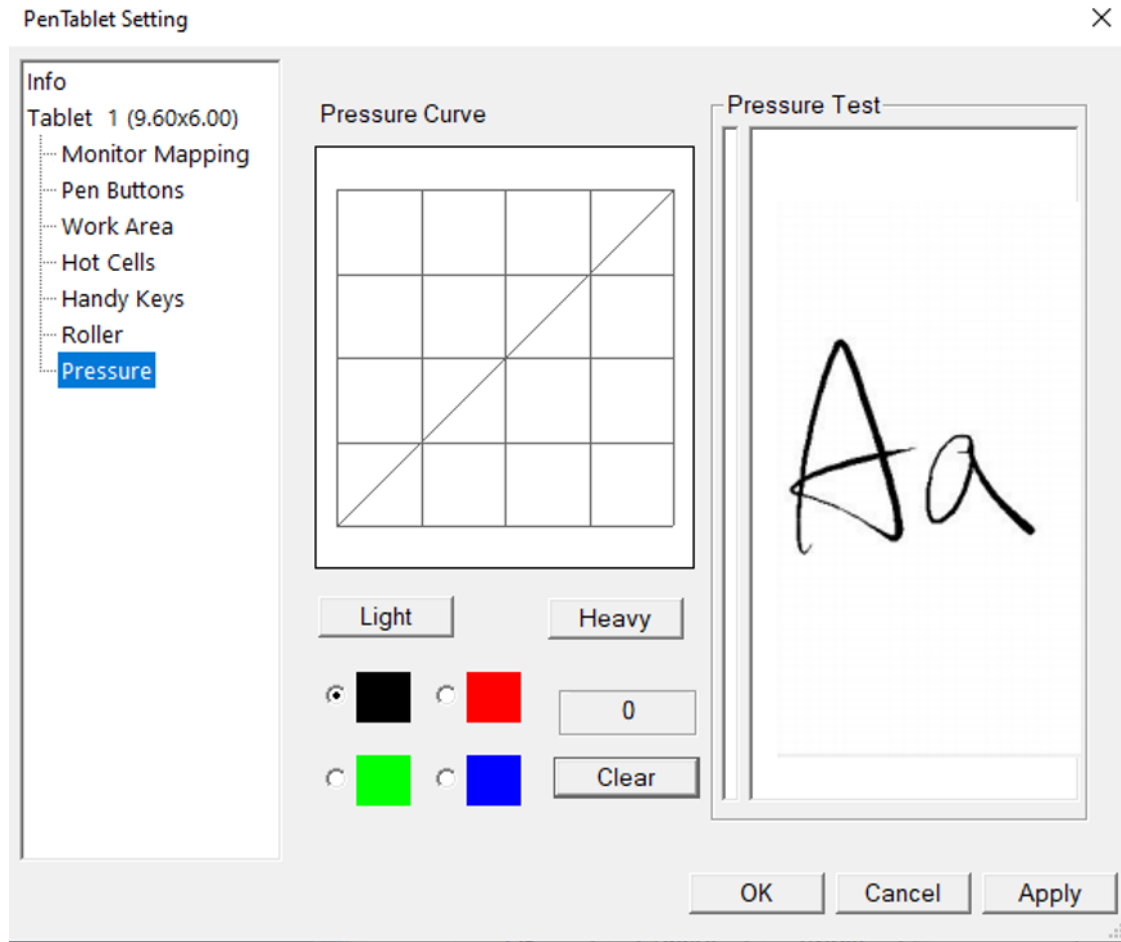 PenTablet Setting
Info
Tablet 1 (9.60x6.00)
Monitor Mapping
Pen Buttons
Work Area
Hot Cells
Handy Keys
Roller
Pressure
Pressure Curve
Light
Heavy
0
Clear
Pressure Test
Aa
OK Cancel Apply